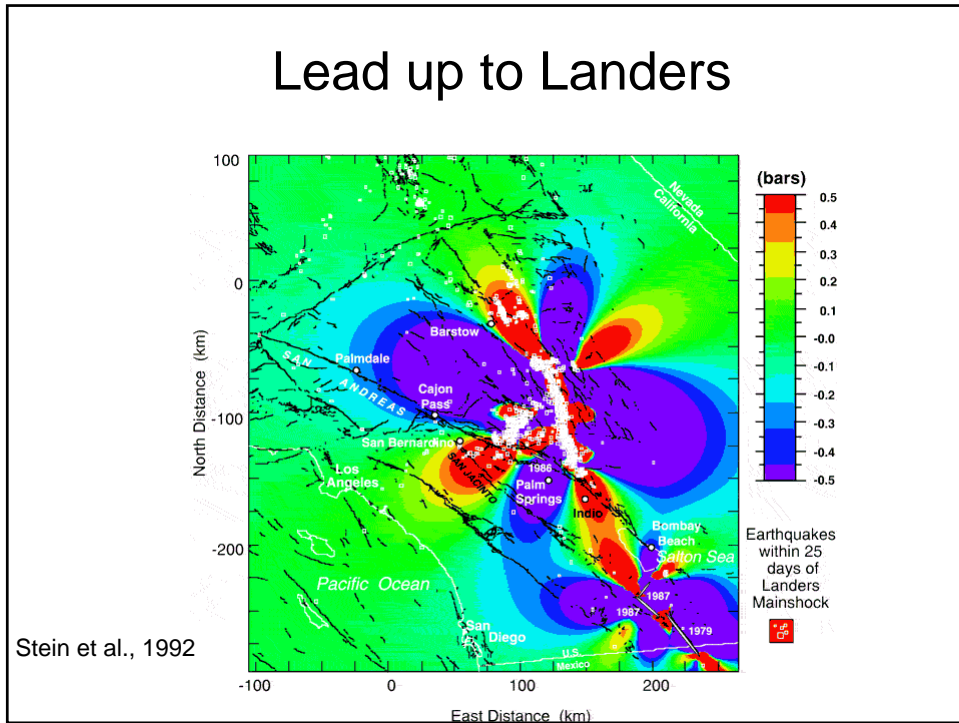 Lead up to Landers
100
0
-100
-200
North Distance (km)
-100
0
100
200
East Distance (km)
Nevada
California
Barstow
Palmdale
SAN ANDREAS
Cajon
Pass
San Bernardino
SAN JACINTO
Los
Angeles
1986
Palm
Springs
Indio
Bombay
Beach
Salton Sea
Pacific Ocean
1987
1987
1979
San
Diego
U.S.
Mexico
(bars)
0.5
0.4
0.3
0.2
0.1
-0.0
-0.1
-0.2
-0.3
-0.4
-0.5
Earthquakes
within 25
days of
Landers
Mainshock
Stein et al., 1992